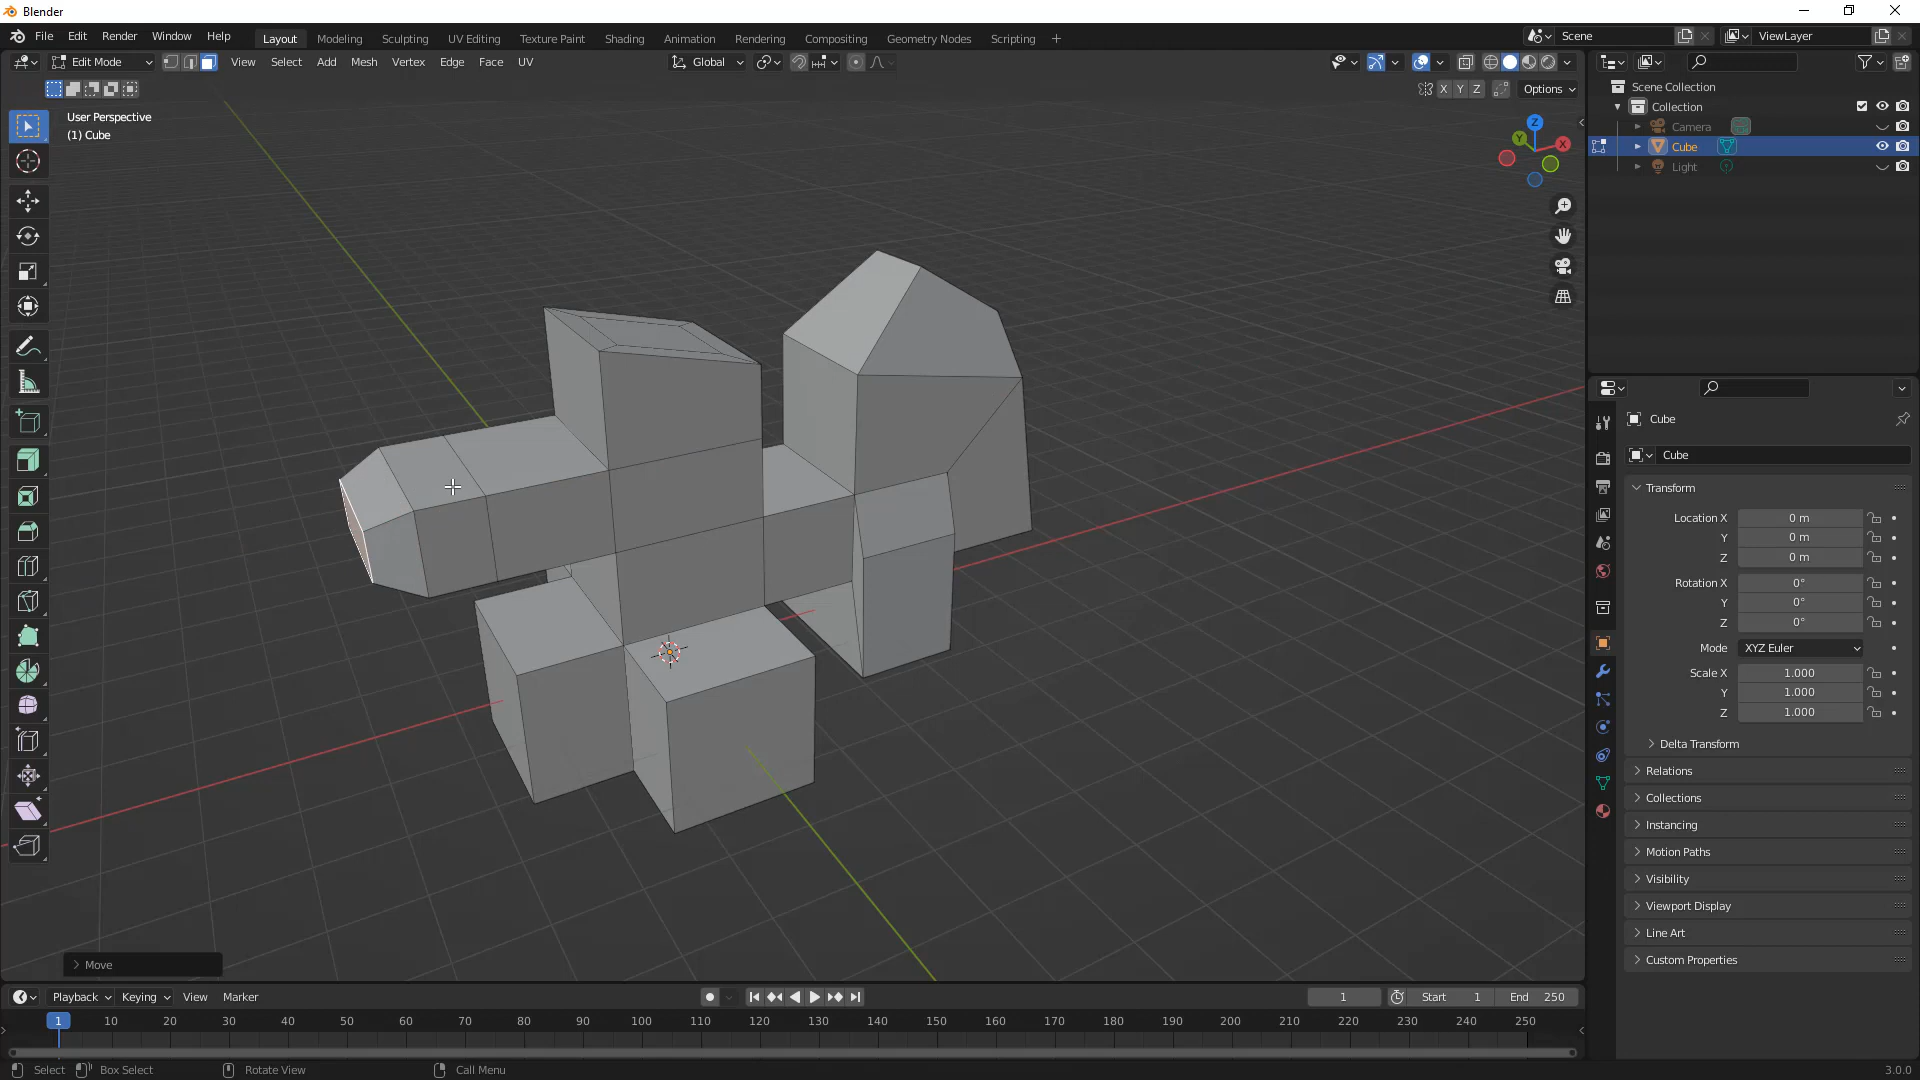 Blender
File Edit Render Window Help
Layout Modeling Sculpting UV Editing Texture Paint Shading Animation Rendering Compositing Geometry Nodes Scripting +
Scene ViewLayer
Edit Mode View Select Add Mesh Vertex Edge Face UV
Global
X Y Z Options
User Perspective
(1) Cube
Z
Y
X
Scene Collection
Collection
Camera
Cube
Light
Cube
Cube
Transform
Location X 0 m
Y 0 m
Z 0 m
Rotation X 0°
Y 0°
Z 0°
Mode XYZ Euler
Scale X 1.000
Y 1.000
Z 1.000
Delta Transform
Relations
Collections
Instancing
Motion Paths
Visibility
Viewport Display
Line Art
Custom Properties
Move
Playback Keying View Marker
1 Start 1 End 250
1 10 20 30 40 50 60 70 80 90 100 110 120 130 140 150 160 170 180 190 200 210 220 230 240 250
Select Box Select Rotate View Call Menu 3.0.0